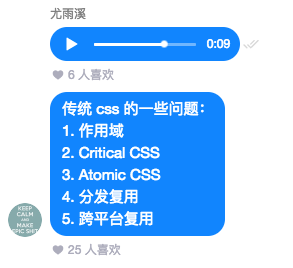 尤雨溪
0:09
6 人喜欢
传统 css 的一些问题：
1. 作用域
2. Critical CSS
3. Atomic CSS
4. 分发复用
5. 跨平台复用
KEEP
CALM
AND
MAKE
EPIC SHIT
25 人喜欢